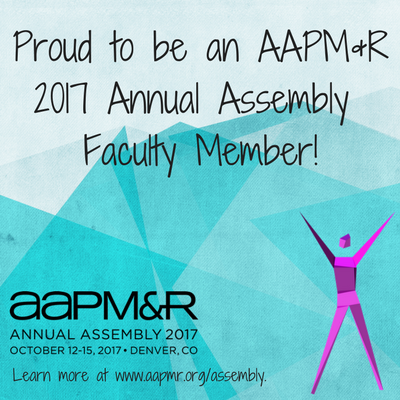 Proud to be an AAPM&R
2017 Annual Assembly
Faculty Member!
aaPM&R
ANNUAL ASSEMBLY 2017
OCTOBER 12-15, 2017 • DENVER, CO
Learn more at www.aapmr.org/assembly.